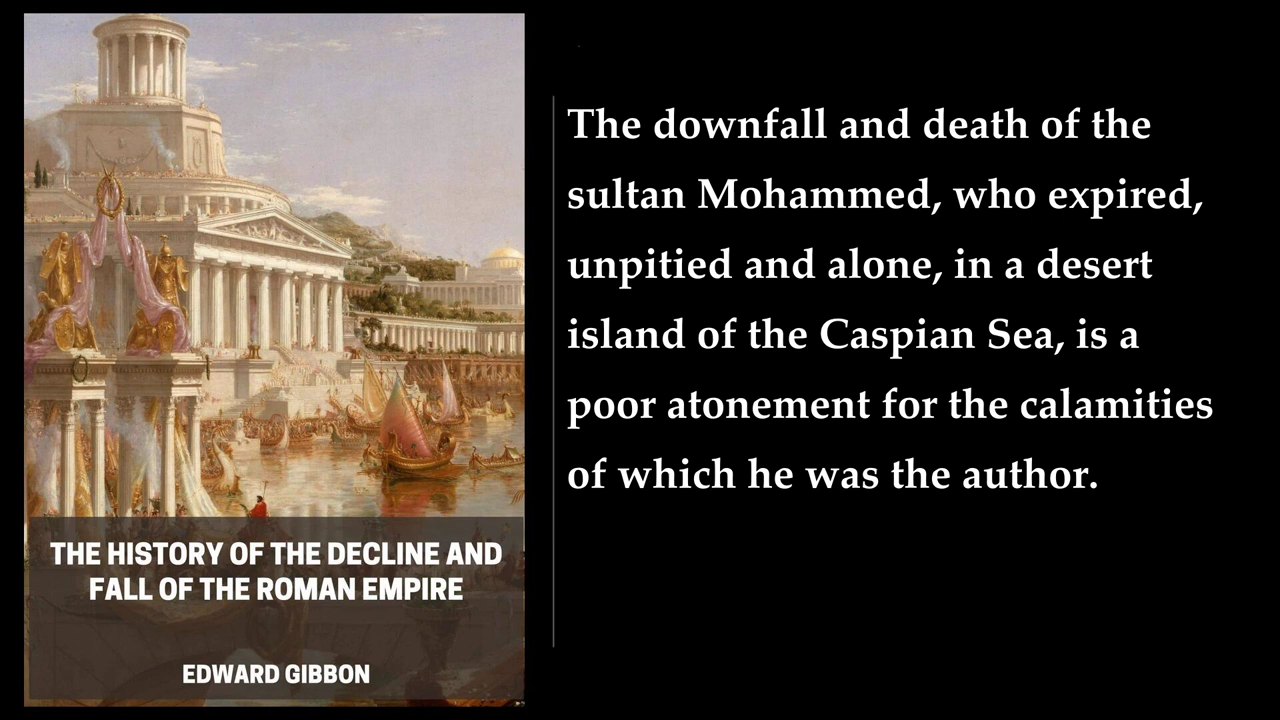 THE HISTORY OF THE DECLINE AND
FALL OF THE ROMAN EMPIRE
EDWARD GIBBON
The downfall and death of the
sultan Mohammed, who expired,
unpitied and alone, in a desert
island of the Caspian Sea, is a
poor atonement for the calamities
of which he was the author.